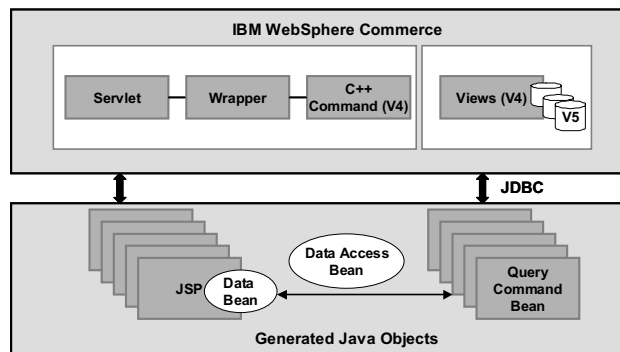 IBM WebSphere Commerce
Servlet
Wrapper
C++
Command (V4)
Views (V4)
V5
JDBC
JSP
Data
Bean
Data Access
Bean
Query
Command
Bean
Generated Java Objects